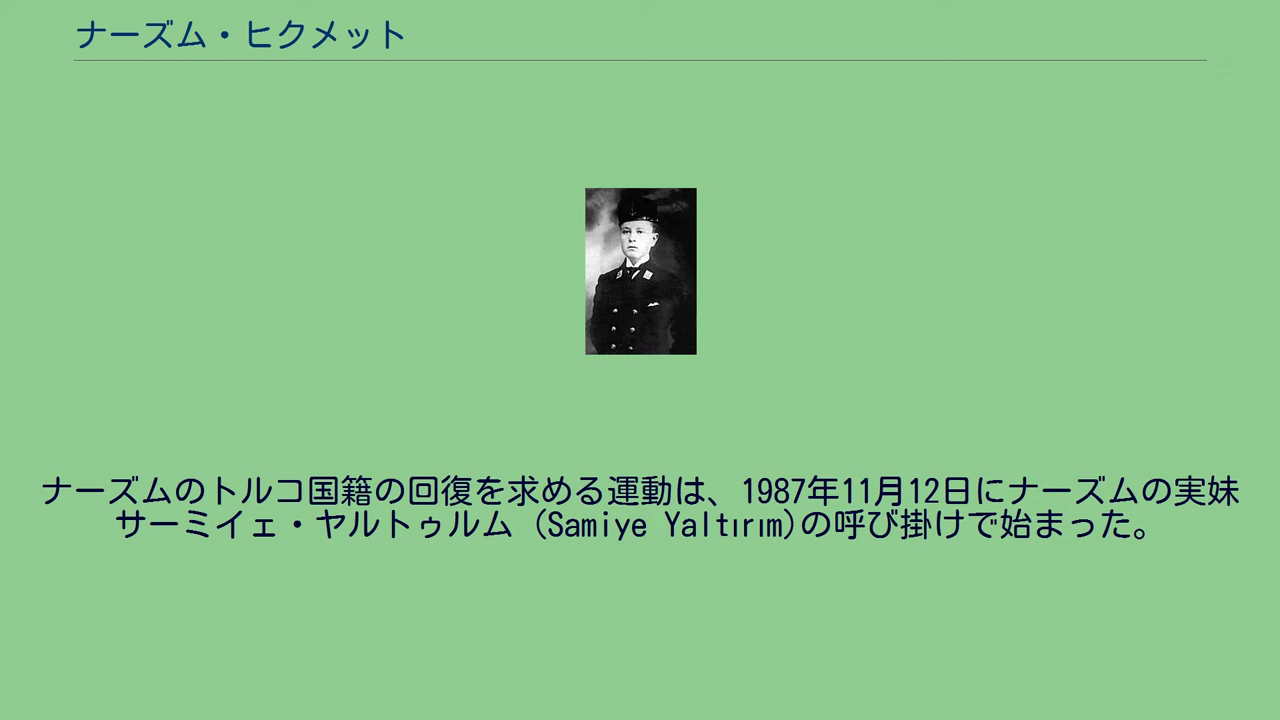 ナーズム・ヒクメット
ナーズムのトルコ国籍の回復を求める運動は、1987年11月12日にナーズムの実妹
サーミイェ・ヤルトゥルム (Samiye Yaltırım)の呼び掛けで始まった。